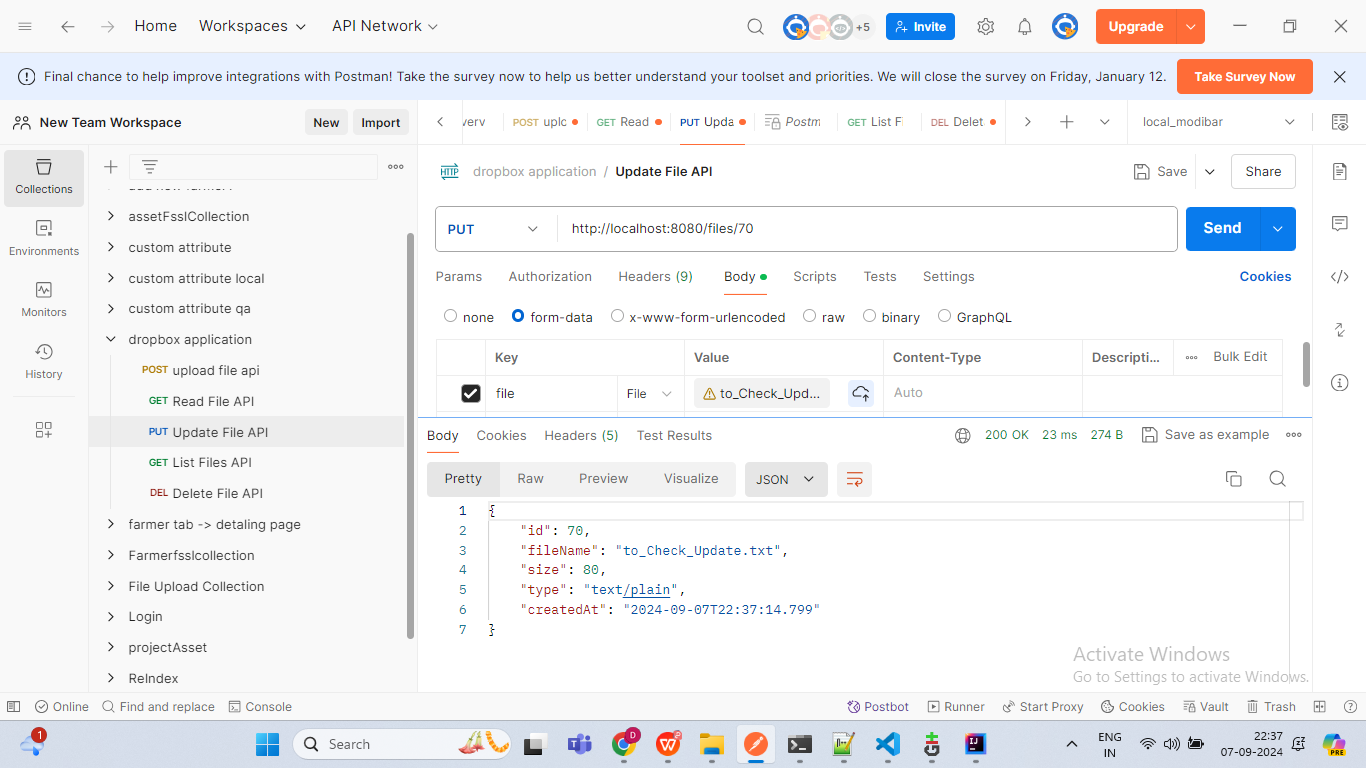 Home Workspaces API Network +5 Invite Upgrade
Final chance to help improve integrations with Postman! Take the survey now to help us better understand your toolset and priorities. We will close the survey on Friday, January 12. Take Survey Now
New Team Workspace New Import
verv POST uplc GET Read PUT Upda Postm GET List F DEL Delet local_modibar
Collections
Environments
Monitors
History
assetFsslCollection
custom attribute
custom attribute local
custom attribute qa
dropbox application
POST upload file api
GET Read File API
PUT Update File API
GET List Files API
DEL Delete File API
farmer tab -> detaling page
Farmerfsslcollection
File Upload Collection
Login
projectAsset
ReIndex
HTTP dropbox application / Update File API Save Share
PUT http://localhost:8080/files/70 Send
Params Authorization Headers (9) Body Scripts Tests Settings Cookies
none form-data x-www-form-urlencoded raw binary GraphQL
Key Value Content-Type Descripti... Bulk Edit
file File to_Check_Upd... Auto
Body Cookies Headers (5) Test Results 200 OK 23 ms 274 B Save as example
Pretty Raw Preview Visualize JSON
1 {
2 "id": 70,
3 "fileName": "to_Check_Update.txt",
4 "size": 80,
5 "type": "text/plain",
6 "createdAt": "2024-09-07T22:37:14.799"
7 }
Activate Windows
Go to Settings to activate Windows.
Online Find and replace Console Postbot Runner Start Proxy Cookies Vault Trash
1 Search D ENG 22:37
IN 07-09-2024 PRE